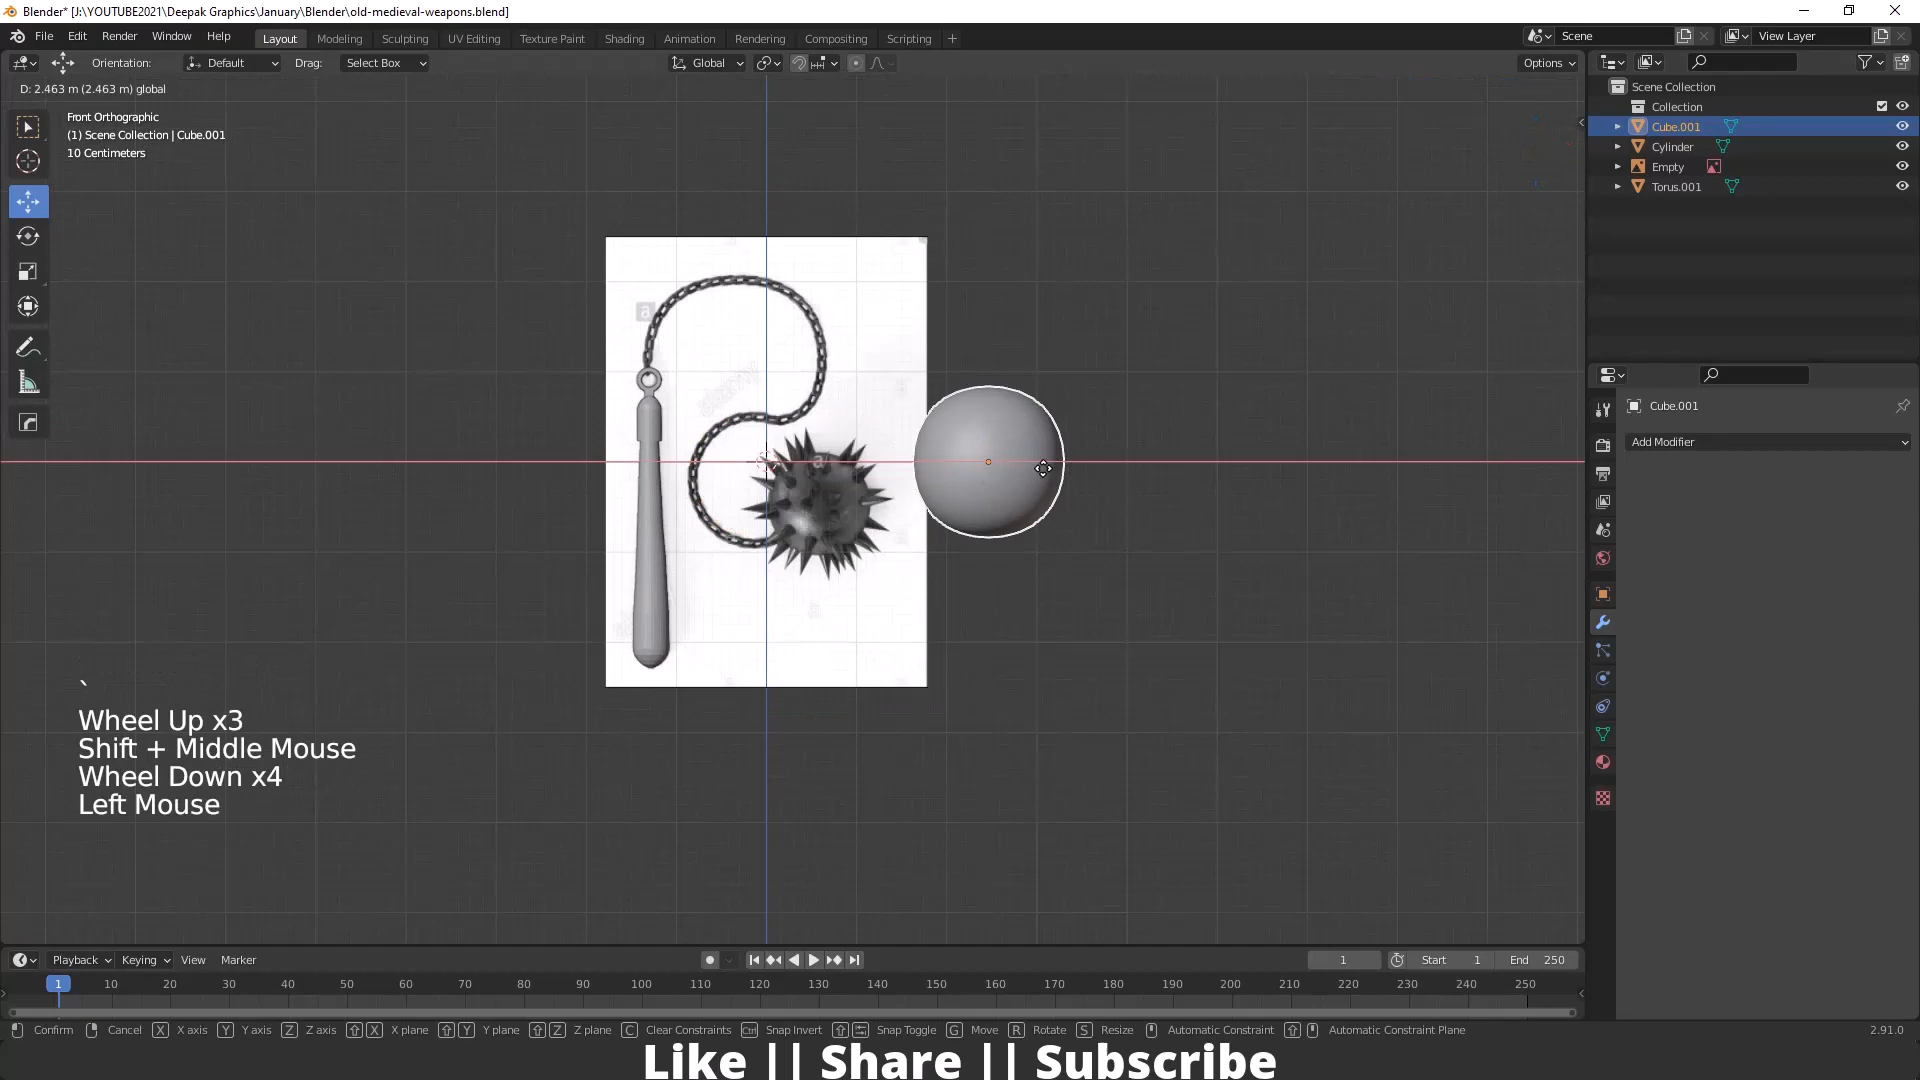 Blender* [J:\YOUTUBE2021\Deepak Graphics\January\Blender\old-medieval-weapons.blend]
File Edit Render Window Help Layout Modeling Sculpting UV Editing Texture Paint Shading Animation Rendering Compositing Scripting + Scene View Layer
Orientation: Default Drag: Select Box Global Options
D: 2.463 m (2.463 m) global
Front Orthographic
(1) Scene Collection | Cube.001
10 Centimeters
Scene Collection
Collection
Cube.001
Cylinder
Empty
Torus.001
Cube.001
Add Modifier
a
alamy
a
`
Wheel Up x3
Shift + Middle Mouse
Wheel Down x4
Left Mouse
Playback Keying View Marker 1 Start 1 End 250
1 10 20 30 40 50 60 70 80 90 100 110 120 130 140 150 160 170 180 190 200 210 220 230 240 250
Confirm Cancel X X axis Y Y axis Z Z axis X X plane Y Y plane Z Z plane C Clear Constraints Ctrl Snap Invert Snap Toggle G Move R Rotate S Resize Automatic Constraint Automatic Constraint Plane 2.91.0
Like || Share || Subscribe